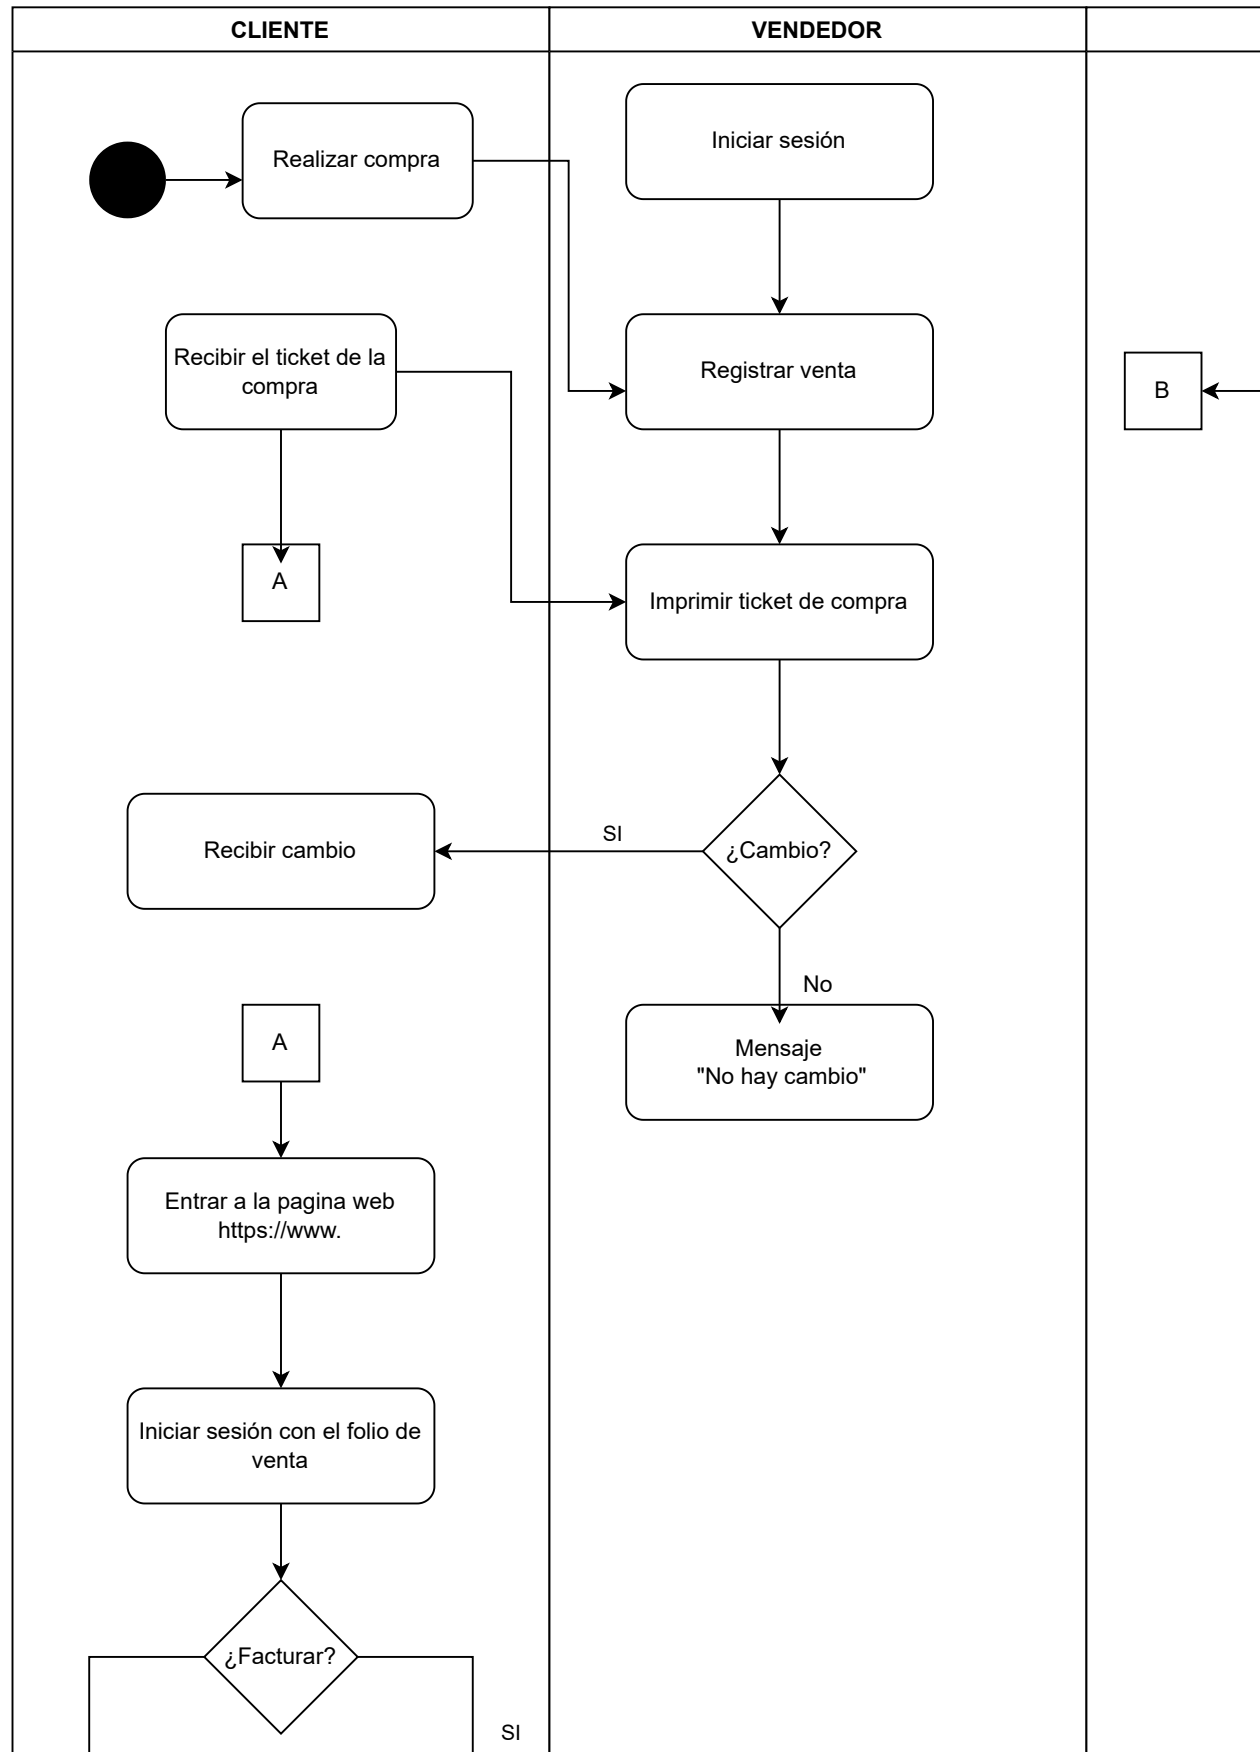 CLIENTE
VENDEDOR
Realizar compra
Iniciar sesión
Recibir el ticket de la
compra
Registrar venta
B
A
Imprimir ticket de compra
Recibir cambio
SI
¿Cambio?
No
A
Mensaje
"No hay cambio"
Entrar a la pagina web
https://www.
Iniciar sesión con el folio de
venta
¿Facturar?
SI